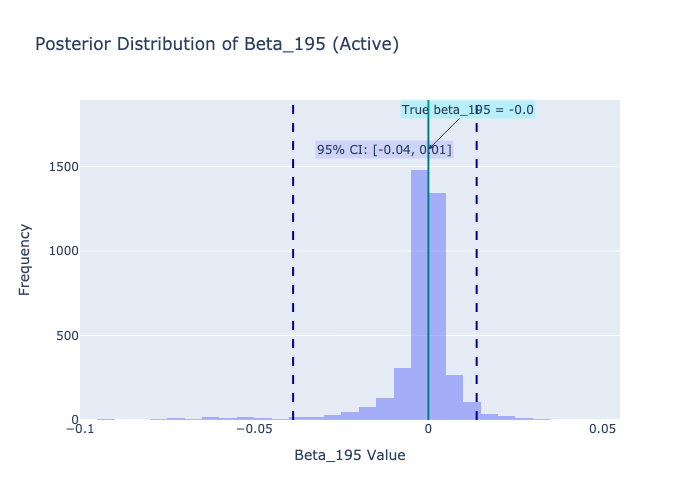 Posterior Distribution of Beta_195 (Active)
True beta_195 = -0.0
95% CI: [-0.04, 0.01]
1500
1000
500
0
Frequency
−0.1
−0.05
0
0.05
Beta_195 Value